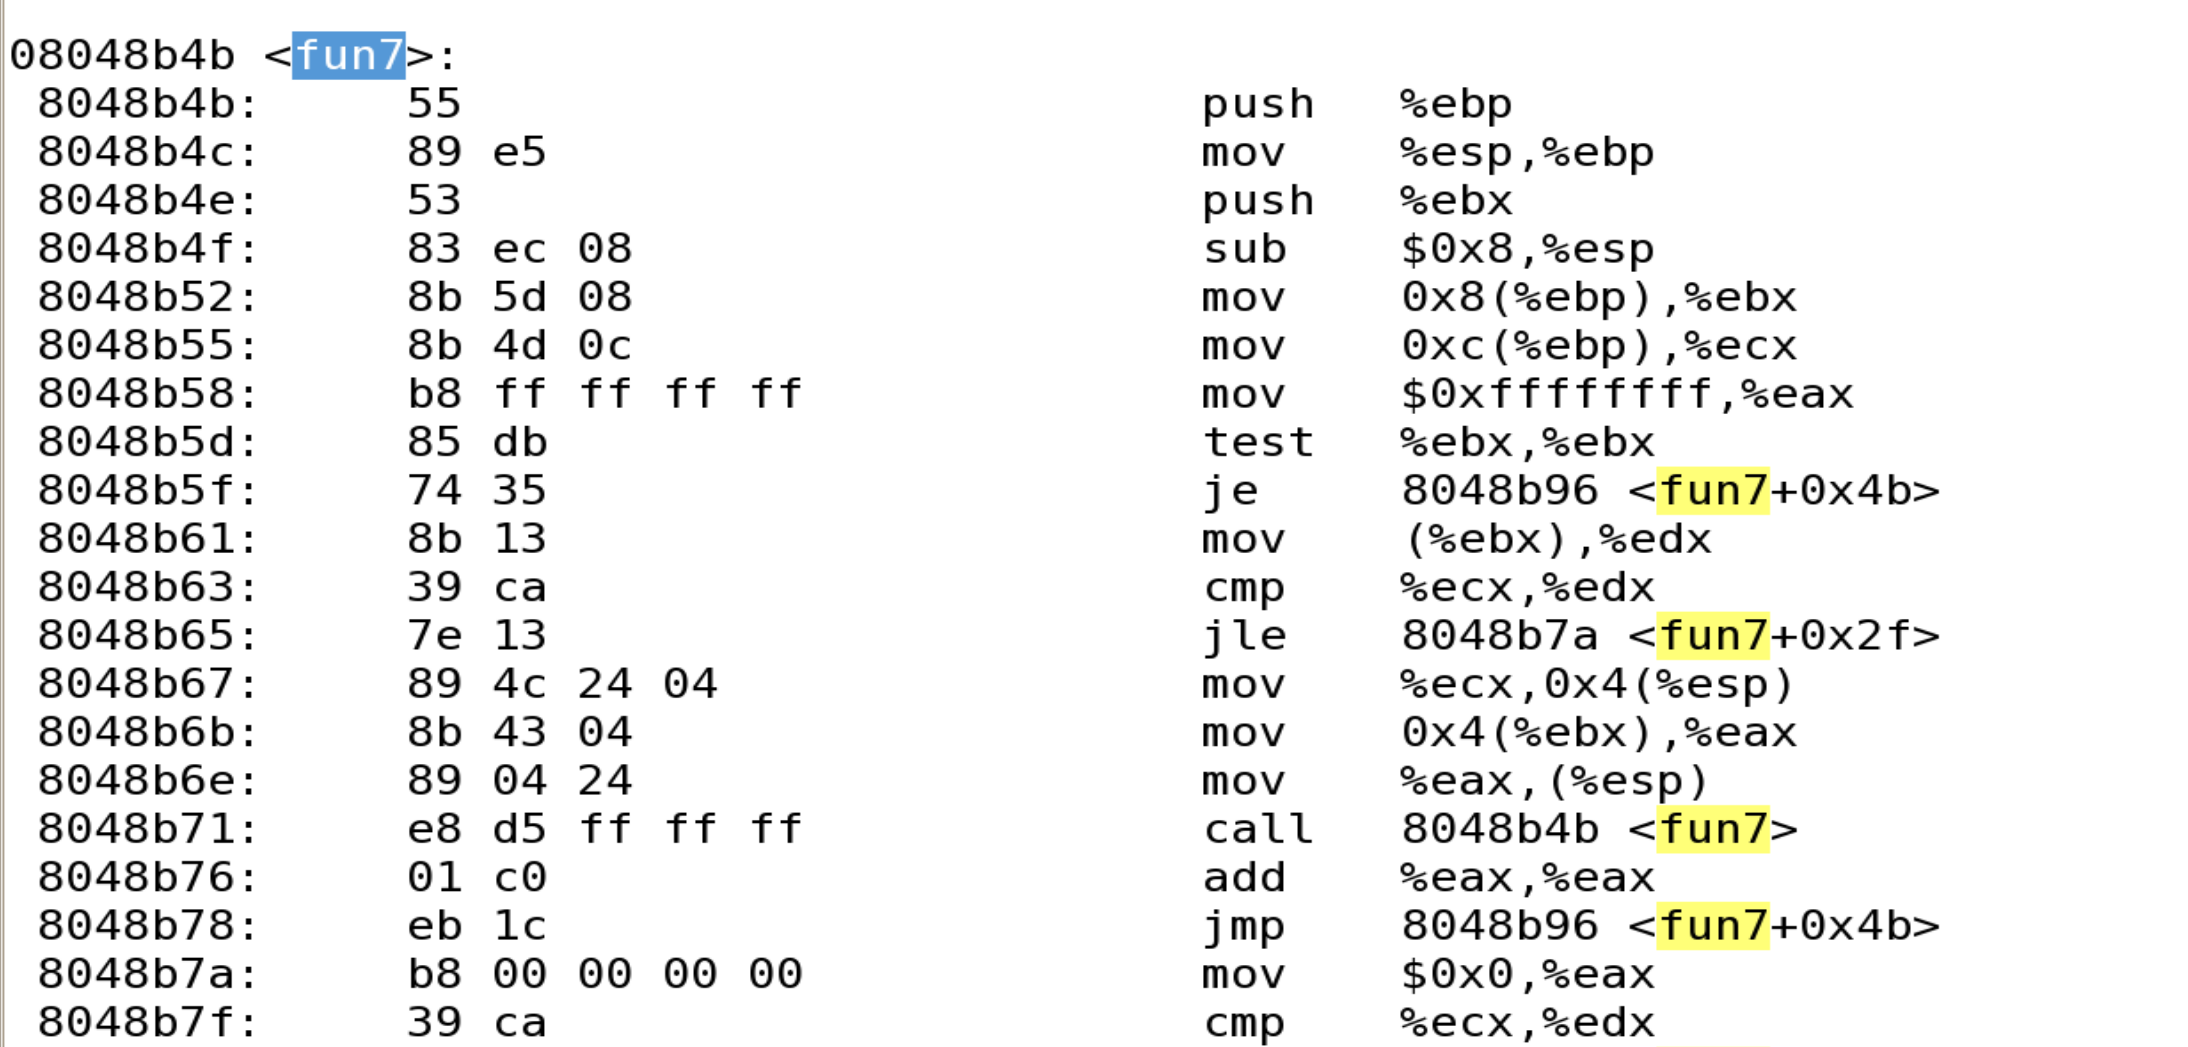 08048b4b <fun7>:
8048b4b: 55 push %ebp
8048b4c: 89 e5 mov %esp,%ebp
8048b4e: 53 push %ebx
8048b4f: 83 ec 08 sub $0x8,%esp
8048b52: 8b 5d 08 mov 0x8(%ebp),%ebx
8048b55: 8b 4d 0c mov 0xc(%ebp),%ecx
8048b58: b8 ff ff ff ff mov $0xffffffff,%eax
8048b5d: 85 db test %ebx,%ebx
8048b5f: 74 35 je 8048b96 <fun7+0x4b>
8048b61: 8b 13 mov (%ebx),%edx
8048b63: 39 ca cmp %ecx,%edx
8048b65: 7e 13 jle 8048b7a <fun7+0x2f>
8048b67: 89 4c 24 04 mov %ecx,0x4(%esp)
8048b6b: 8b 43 04 mov 0x4(%ebx),%eax
8048b6e: 89 04 24 mov %eax,(%esp)
8048b71: e8 d5 ff ff ff call 8048b4b <fun7>
8048b76: 01 c0 add %eax,%eax
8048b78: eb 1c jmp 8048b96 <fun7+0x4b>
8048b7a: b8 00 00 00 00 mov $0x0,%eax
8048b7f: 39 ca cmp %ecx,%edx